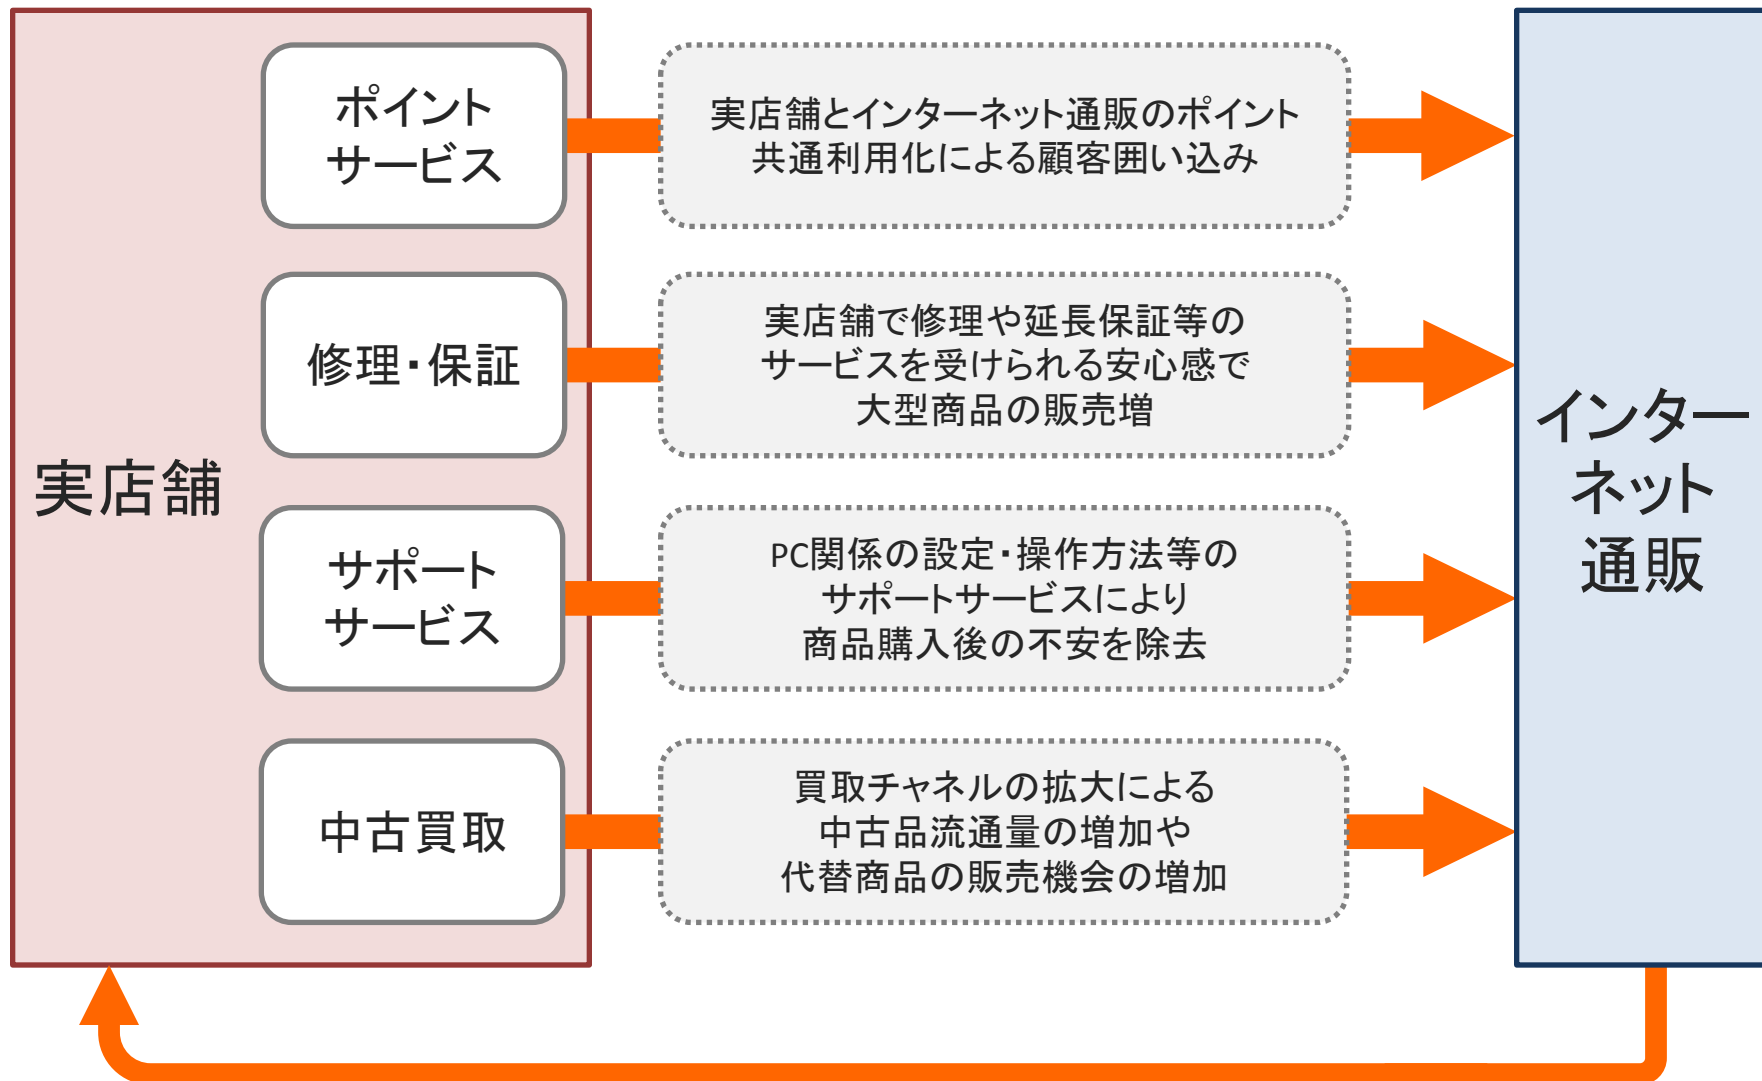 実店舗
ポイント
サービス
実店舗とインターネット通販のポイント
共通利用化による顧客囲い込み
修理・保証
実店舗で修理や延長保証等の
サービスを受けられる安心感で
大型商品の販売増
サポート
サービス
PC関係の設定・操作方法等の
サポートサービスにより
商品購入後の不安を除去
中古買取
買取チャネルの拡大による
中古品流通量の増加や
代替商品の販売機会の増加
インター
ネット
通販